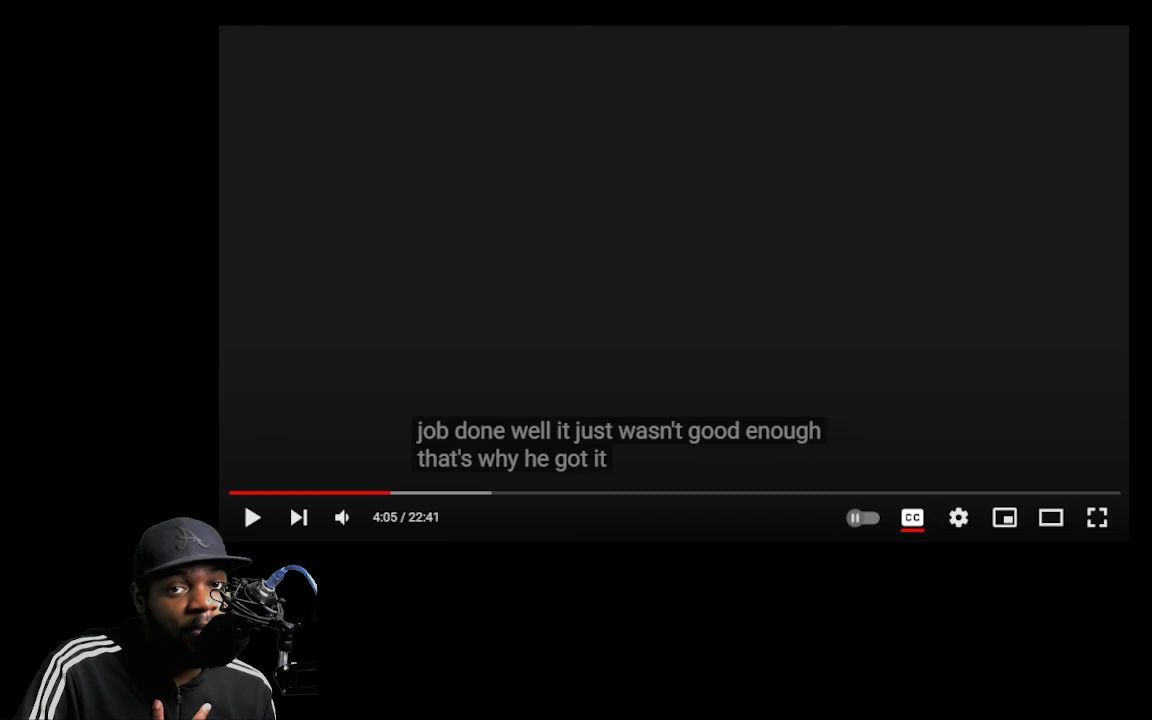 job done well it just wasn't good enough
that's why he got it
4:05 / 22:41
CC